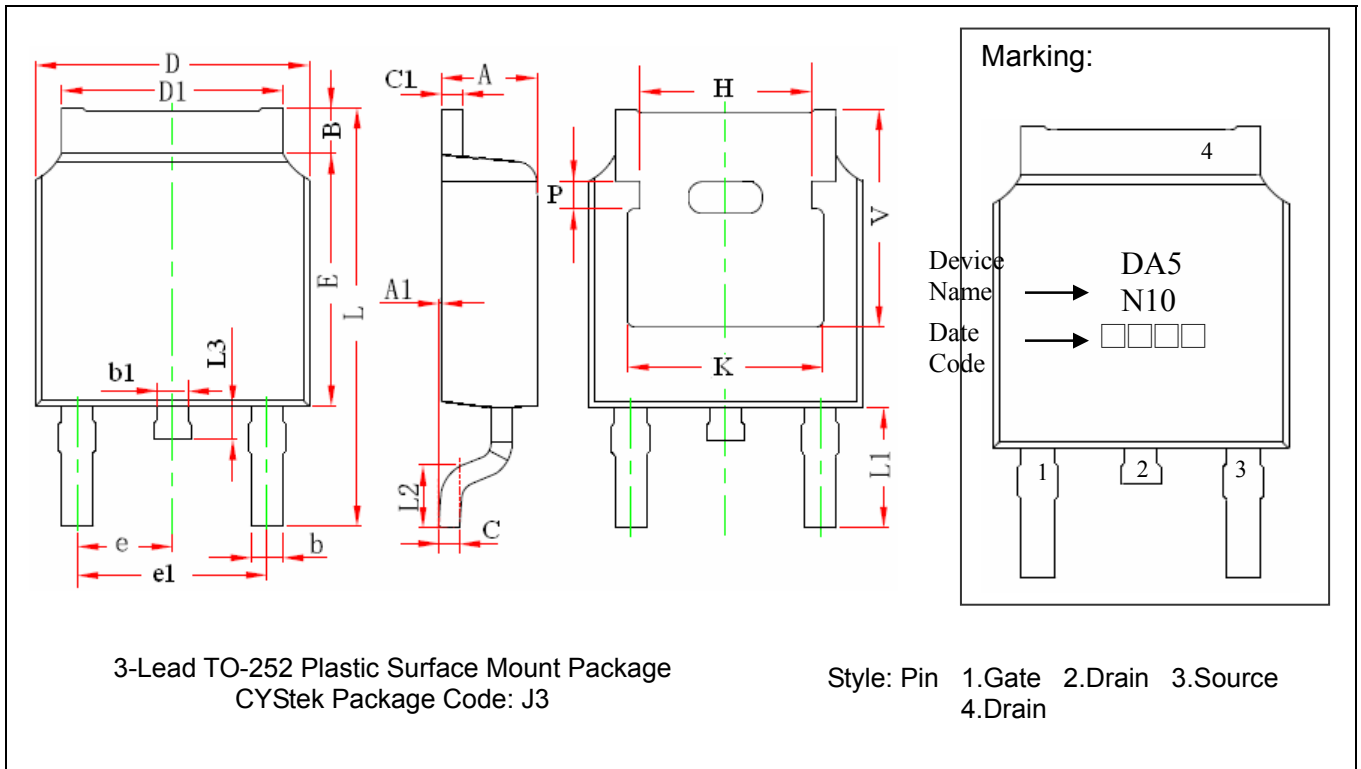 D
D1
B
E
L
L3
b1
e
e1
b
C1
A
A1
L2
C
H
P
V
K
L1
Marking:
4
Device
Name
DA5
N10
Date
Code
□□□□
1
2
3
3-Lead TO-252 Plastic Surface Mount Package
CYStek Package Code: J3
Style: Pin 1.Gate 2.Drain 3.Source
4.Drain